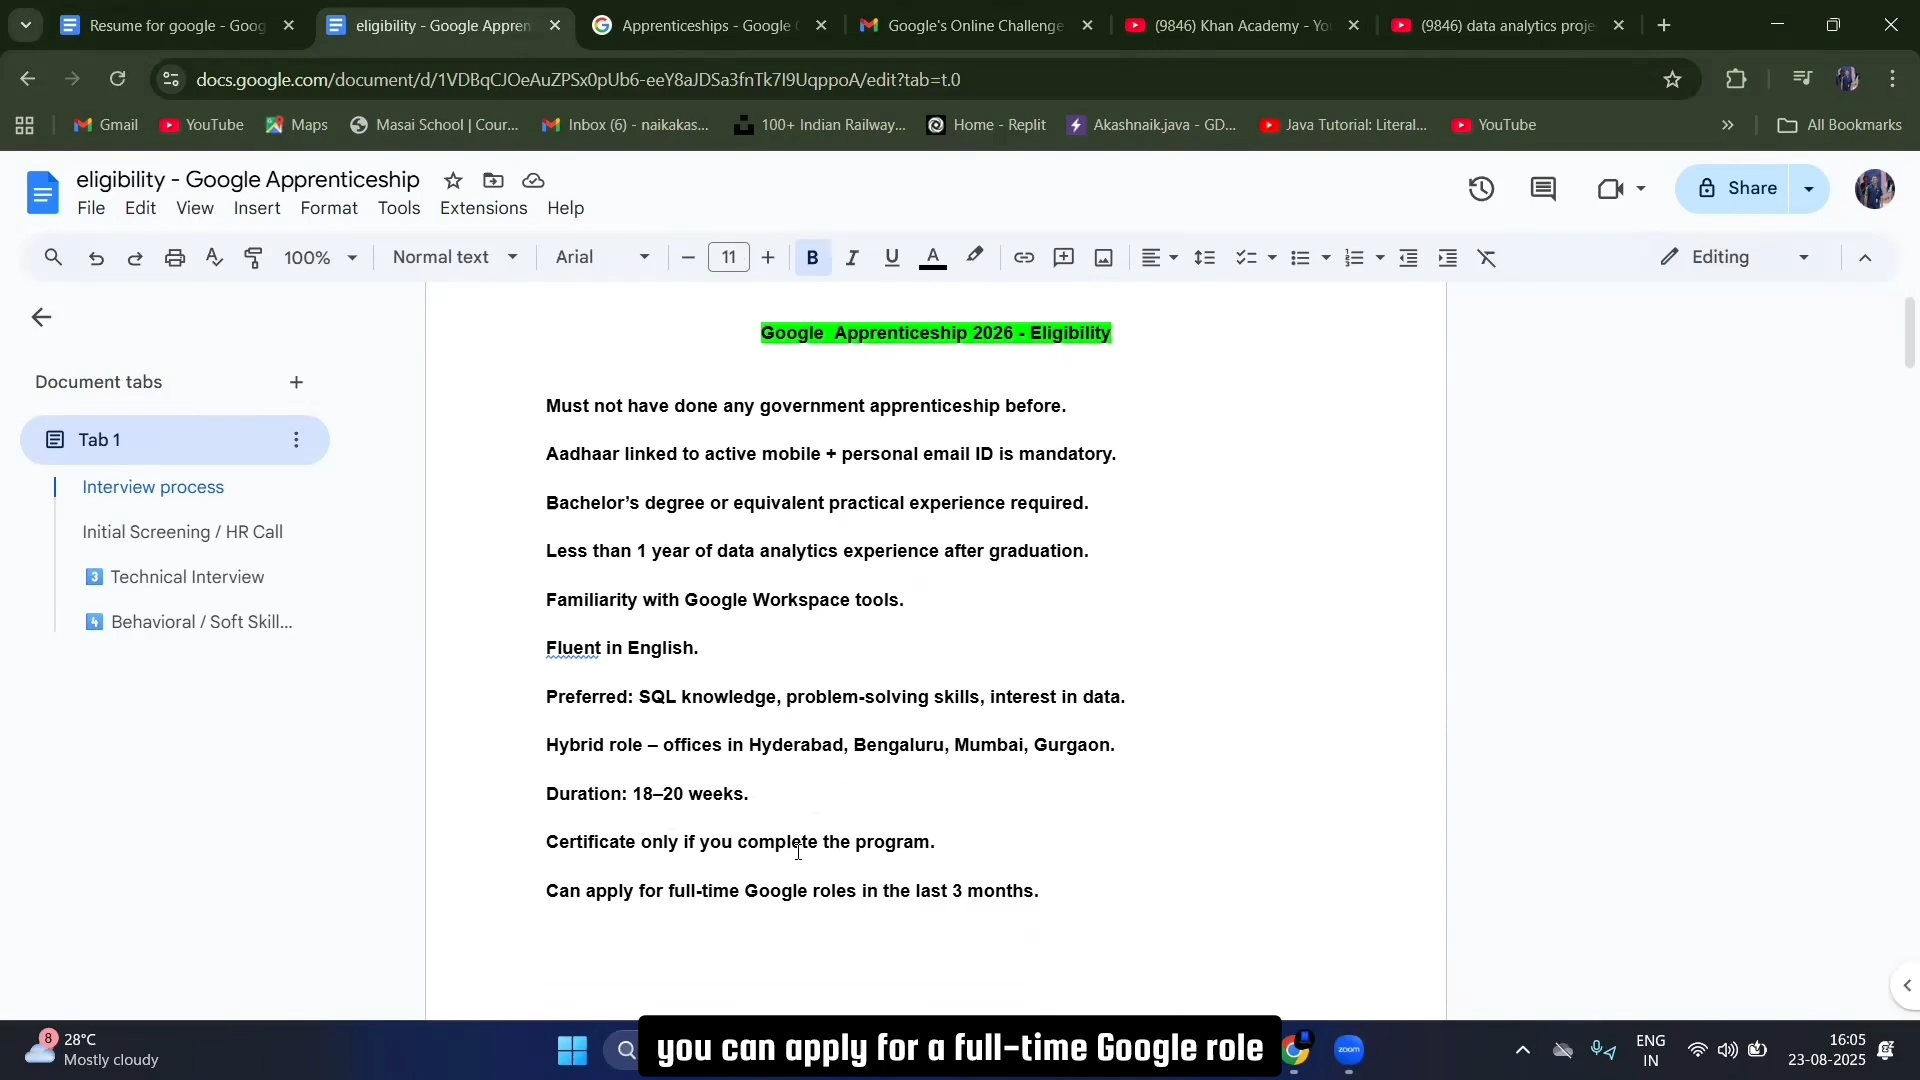 Resume for google - Goog
eligibility - Google Appren
Apprenticeships - Google
Google's Online Challenge
(9846) Khan Academy - Yo
(9846) data analytics proje
docs.google.com/document/d/1VDBqCJOeAuZPSx0pUb6-eeY8aJDSa3fnTk7l9UqppoA/edit?tab=t.0
Gmail
YouTube
Maps
Masai School | Cour...
Inbox (6) - naikakas...
100+ Indian Railway...
Home - Replit
Akashnaik.java - GD...
Java Tutorial: Literal...
YouTube
All Bookmarks
eligibility - Google Apprenticeship
File Edit View Insert Format Tools Extensions Help
Share
100%
Normal text
Arial
11
B
Editing
Document tabs
Tab 1
Interview process
Initial Screening / HR Call
3 Technical Interview
4 Behavioral / Soft Skill...
Google Apprenticeship 2026 - Eligibility
Must not have done any government apprenticeship before.
Aadhaar linked to active mobile + personal email ID is mandatory.
Bachelor’s degree or equivalent practical experience required.
Less than 1 year of data analytics experience after graduation.
Familiarity with Google Workspace tools.
Fluent in English.
Preferred: SQL knowledge, problem-solving skills, interest in data.
Hybrid role – offices in Hyderabad, Bengaluru, Mumbai, Gurgaon.
Duration: 18–20 weeks.
Certificate only if you complete the program.
Can apply for full-time Google roles in the last 3 months.
8
28°C
Mostly cloudy
you can apply for a full-time Google role
zoom
ENG
IN
16:05
23-08-2025